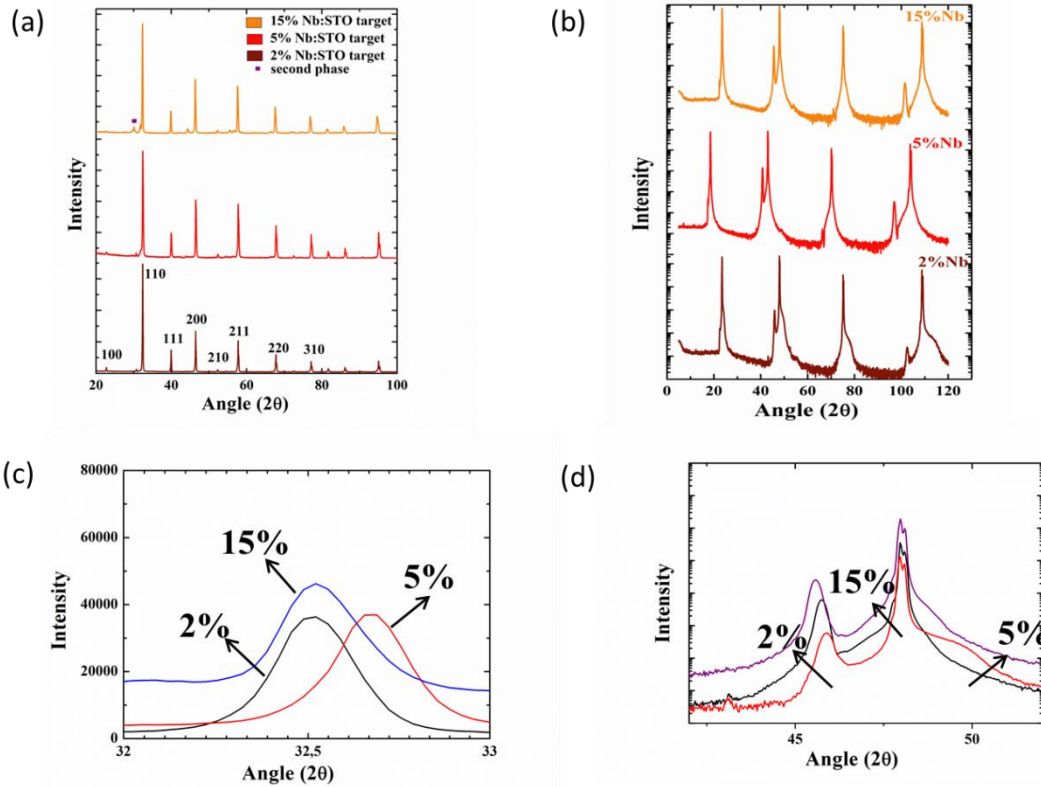 (a)
15% Nb:STO target
5% Nb:STO target
2% Nb:STO target
second phase
Intensity
110
100
111
200
210
211
220
310
20 40 60 80 100
Angle (2θ)
(b)
15%Nb
5%Nb
2%Nb
Intensity
0 20 40 60 80 100 120
Angle (2θ)
(c)
80000
60000
40000
20000
0
Intensity
15%
5%
2%
32 32,5 33
Angle (2θ)
(d)
Intensity
15%
2%
5%
45 50
Angle (2θ)